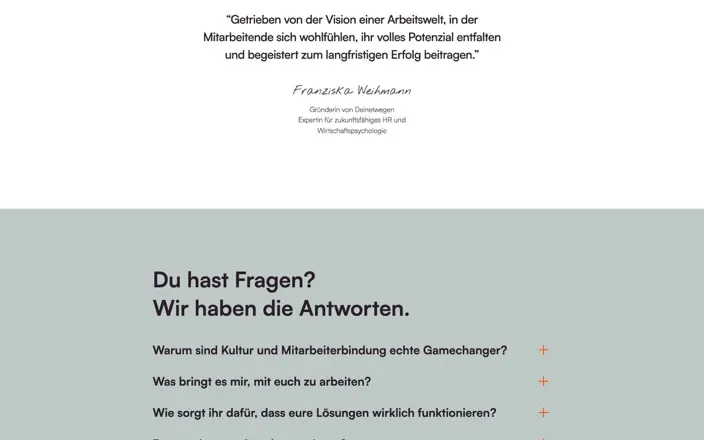 “Getrieben von der Vision einer Arbeitswelt, in der
Mitarbeitende sich wohlfühlen, ihr volles Potenzial entfalten
und begeistert zum langfristigen Erfolg beitragen.”
Franziska Weihmann
Gründerin von Deinetwegen
Expertin für zukunftsfähiges HR und
Wirtschaftspsychologie
Du hast Fragen?
Wir haben die Antworten.
Warum sind Kultur und Mitarbeiterbindung echte Gamechanger?
Was bringt es mir, mit euch zu arbeiten?
Wie sorgt ihr dafür, dass eure Lösungen wirklich funktionieren?